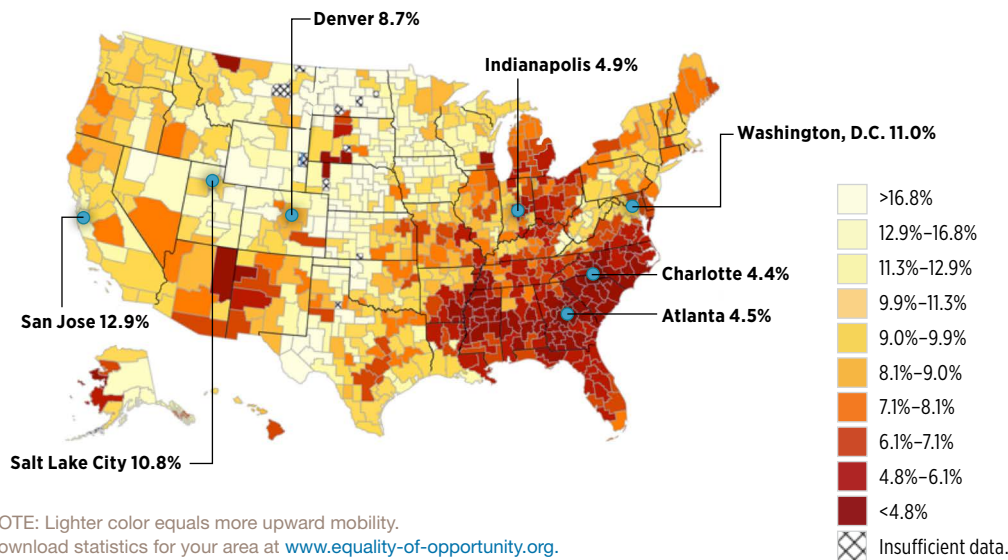 Denver 8.7%
Indianapolis 4.9%
Washington, D.C. 11.0%
>16.8%
12.9%–16.8%
11.3%–12.9%
9.9%–11.3%
9.0%–9.9%
8.1%–9.0%
7.1%–8.1%
6.1%–7.1%
4.8%–6.1%
<4.8%
Insufficient data
Charlotte 4.4%
Atlanta 4.5%
San Jose 12.9%
Salt Lake City 10.8%
OTE: Lighter color equals more upward mobility.
ownload statistics for your area at www.equality-of-opportunity.org.